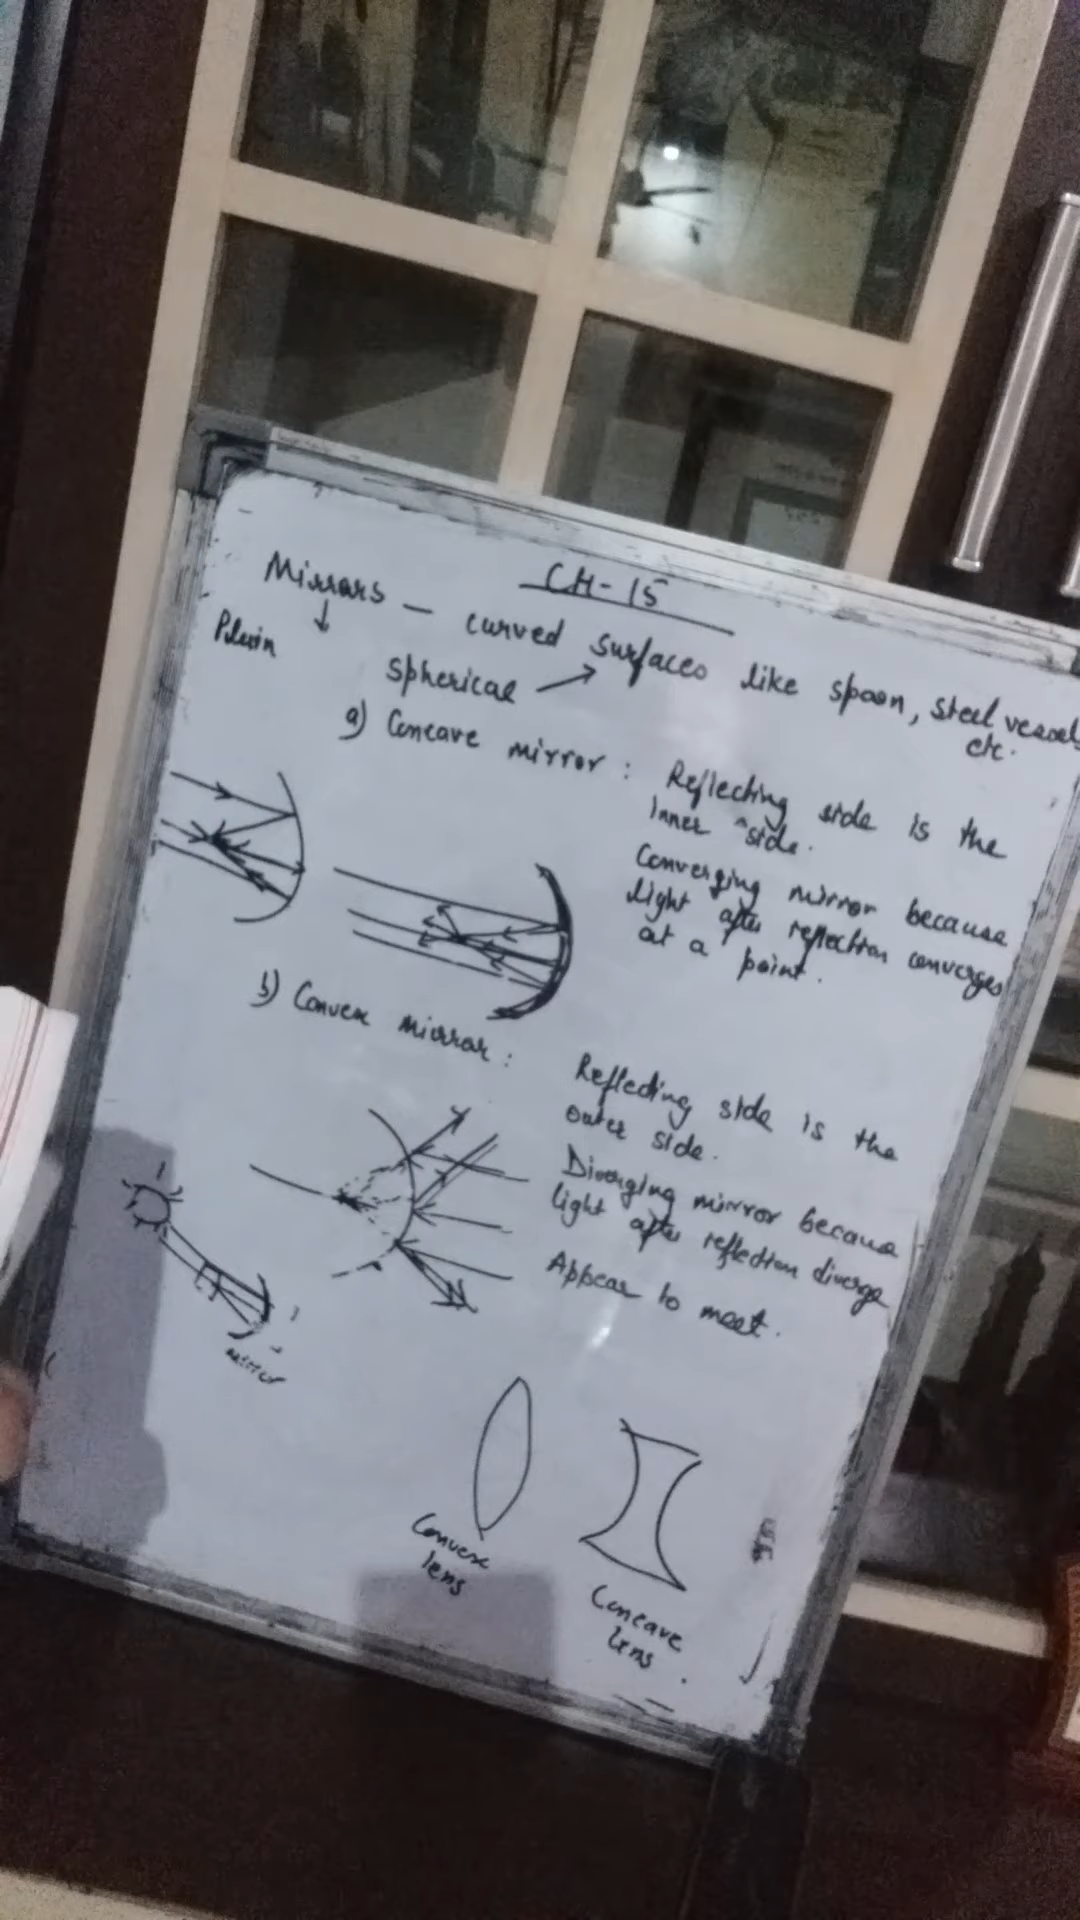 CH-15
Mirrors — curved surfaces like spoon, steel vessels
etc.
Plain
Spherical
a) Concave mirror : Reflecting side is the
Inner side.
Converging mirror because
light after reflection converges
at a point.
b) Convex mirror : Reflecting side is the
outer side.
Diverging mirror because
light after reflection diverge
Appear to meet.
mirror
Convex
lens
Concave
lens